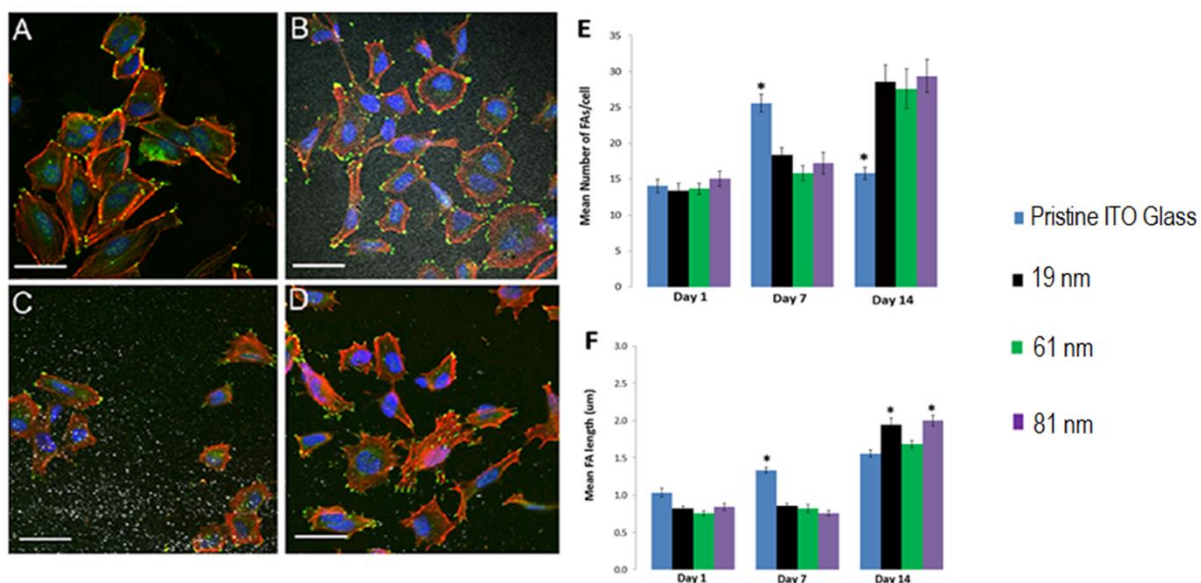 A
B
C
D
E
Mean Number of FAs/cell
35
30
25
20
15
10
5
0
*
*
Day 1 Day 7 Day 14
F
Mean FA length (um)
3.0
2.5
2.0
1.5
1.0
0.5
0.0
*
*
*
Day 1 Day 7 Day 14
Pristine ITO Glass
19 nm
61 nm
81 nm